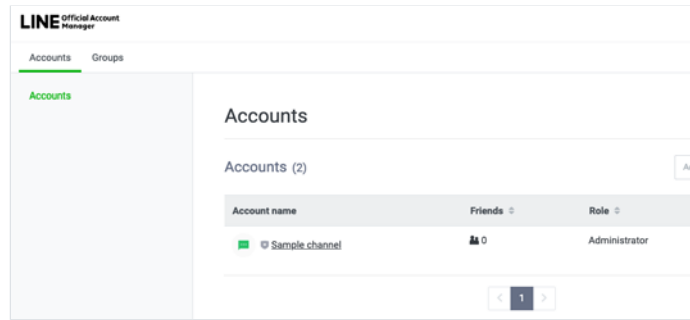 LINE Official Account Manager
Accounts Groups
Accounts
Accounts
Accounts (2)
Account name Friends Role
Sample channel 0 Administrator
1